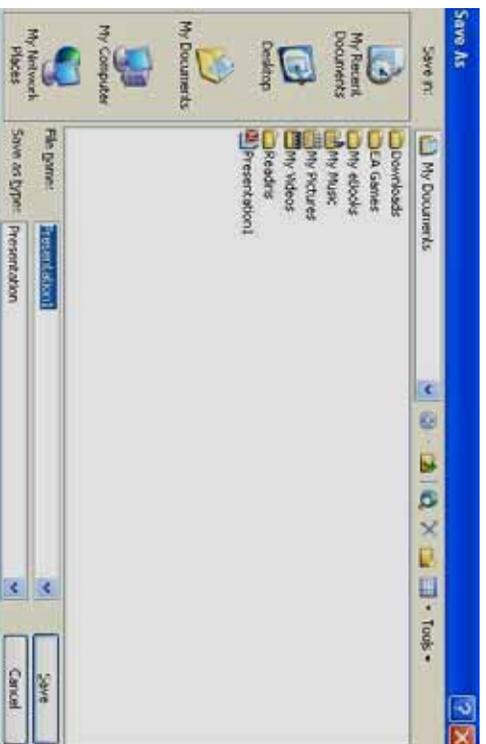 Save As
Save in:
My Documents
Tools
My Recent
Documents
Desktop
My Documents
My Computer
My Network
Places
Downloads
EA Games
My eBooks
My Music
My Pictures
My Videos
Readiris
Presentation1
File name:
Presentation1
Save
Save as type:
Presentation
Cancel